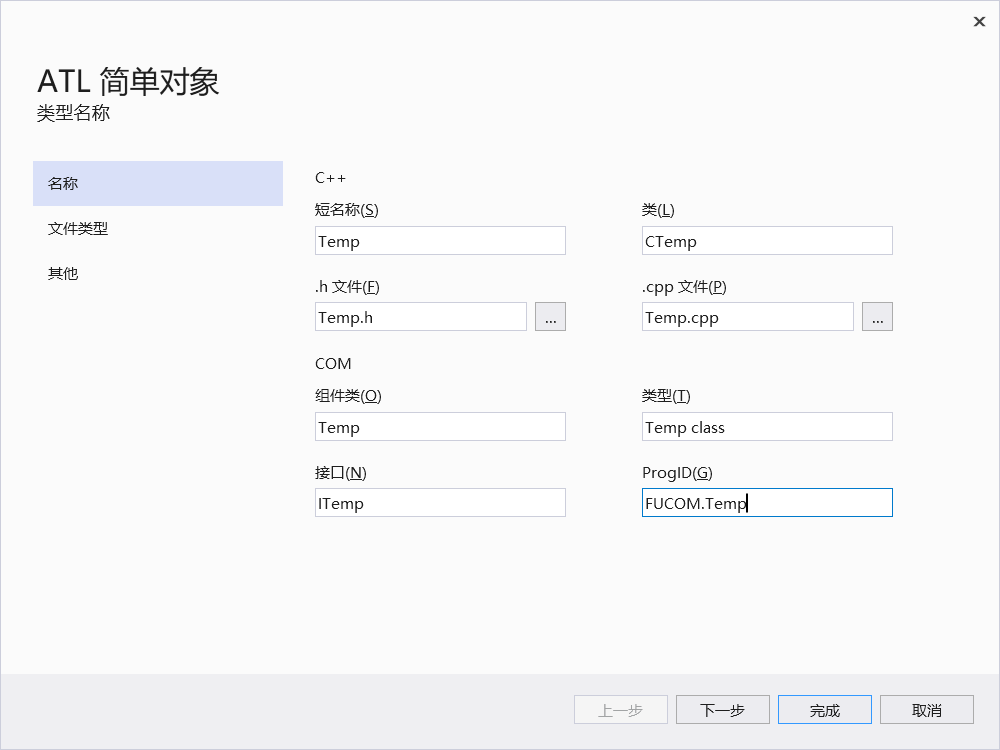 ATL 简单对象
类型名称
名称
文件类型
其他
C++
短名称(S)
类(L)
Temp
CTemp
.h 文件(F)
.cpp 文件(P)
Temp.h
...
Temp.cpp
...
COM
组件类(O)
类型(T)
Temp
Temp class
接口(N)
ProgID(G)
ITemp
FUCOM.Temp
上一步
下一步
完成
取消